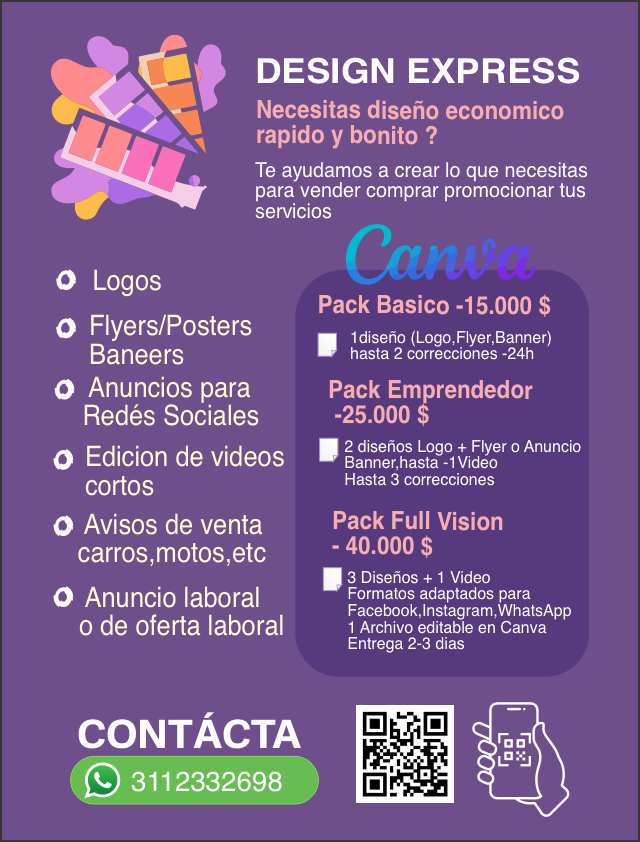 DESIGN EXPRESS
Necesitas diseño economico
rapido y bonito ?
Te ayudamos a crear lo que necesitas
para vender comprar promocionar tus
servicios
Logos
Flyers/Posters
Baneers
Anuncios para
Redés Sociales
Edicion de videos
cortos
Avisos de venta
carros,motos,etc
Anuncio laboral
o de oferta laboral
Canva
Pack Basico -15.000 $
1diseño (Logo,Flyer,Banner)
hasta 2 correcciones -24h
Pack Emprendedor
-25.000 $
2 diseños Logo + Flyer o Anuncio
Banner,hasta -1Video
Hasta 3 correcciones
Pack Full Vision
- 40.000 $
3 Diseños + 1 Video
Formatos adaptados para
Facebook,Instagram,WhatsApp
1 Archivo editable en Canva
Entrega 2-3 dias
CONTÁCTA
3112332698